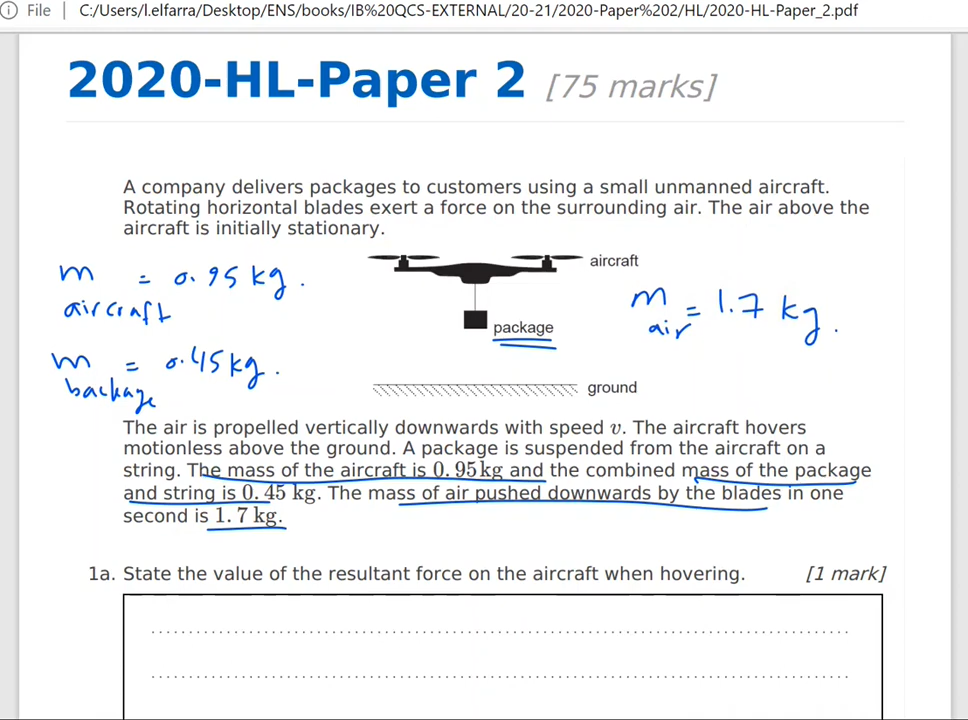 File | C:/Users/l.elfarra/Desktop/ENS/books/IB%20QCS-EXTERNAL/20-21/2020-Paper%202/HL/2020-HL-Paper_2.pdf
2020-HL-Paper 2 [75 marks]
A company delivers packages to customers using a small unmanned aircraft.
Rotating horizontal blades exert a force on the surrounding air. The air above the
aircraft is initially stationary.
aircraft
m aircraft = 0.95 kg.
m air = 1.7 kg.
package
m backage = 0.45 kg.
ground
The air is propelled vertically downwards with speed v. The aircraft hovers
motionless above the ground. A package is suspended from the aircraft on a
string. The mass of the aircraft is 0.95 kg and the combined mass of the package
and string is 0.45 kg. The mass of air pushed downwards by the blades in one
second is 1.7 kg.
1a. State the value of the resultant force on the aircraft when hovering. [1 mark]